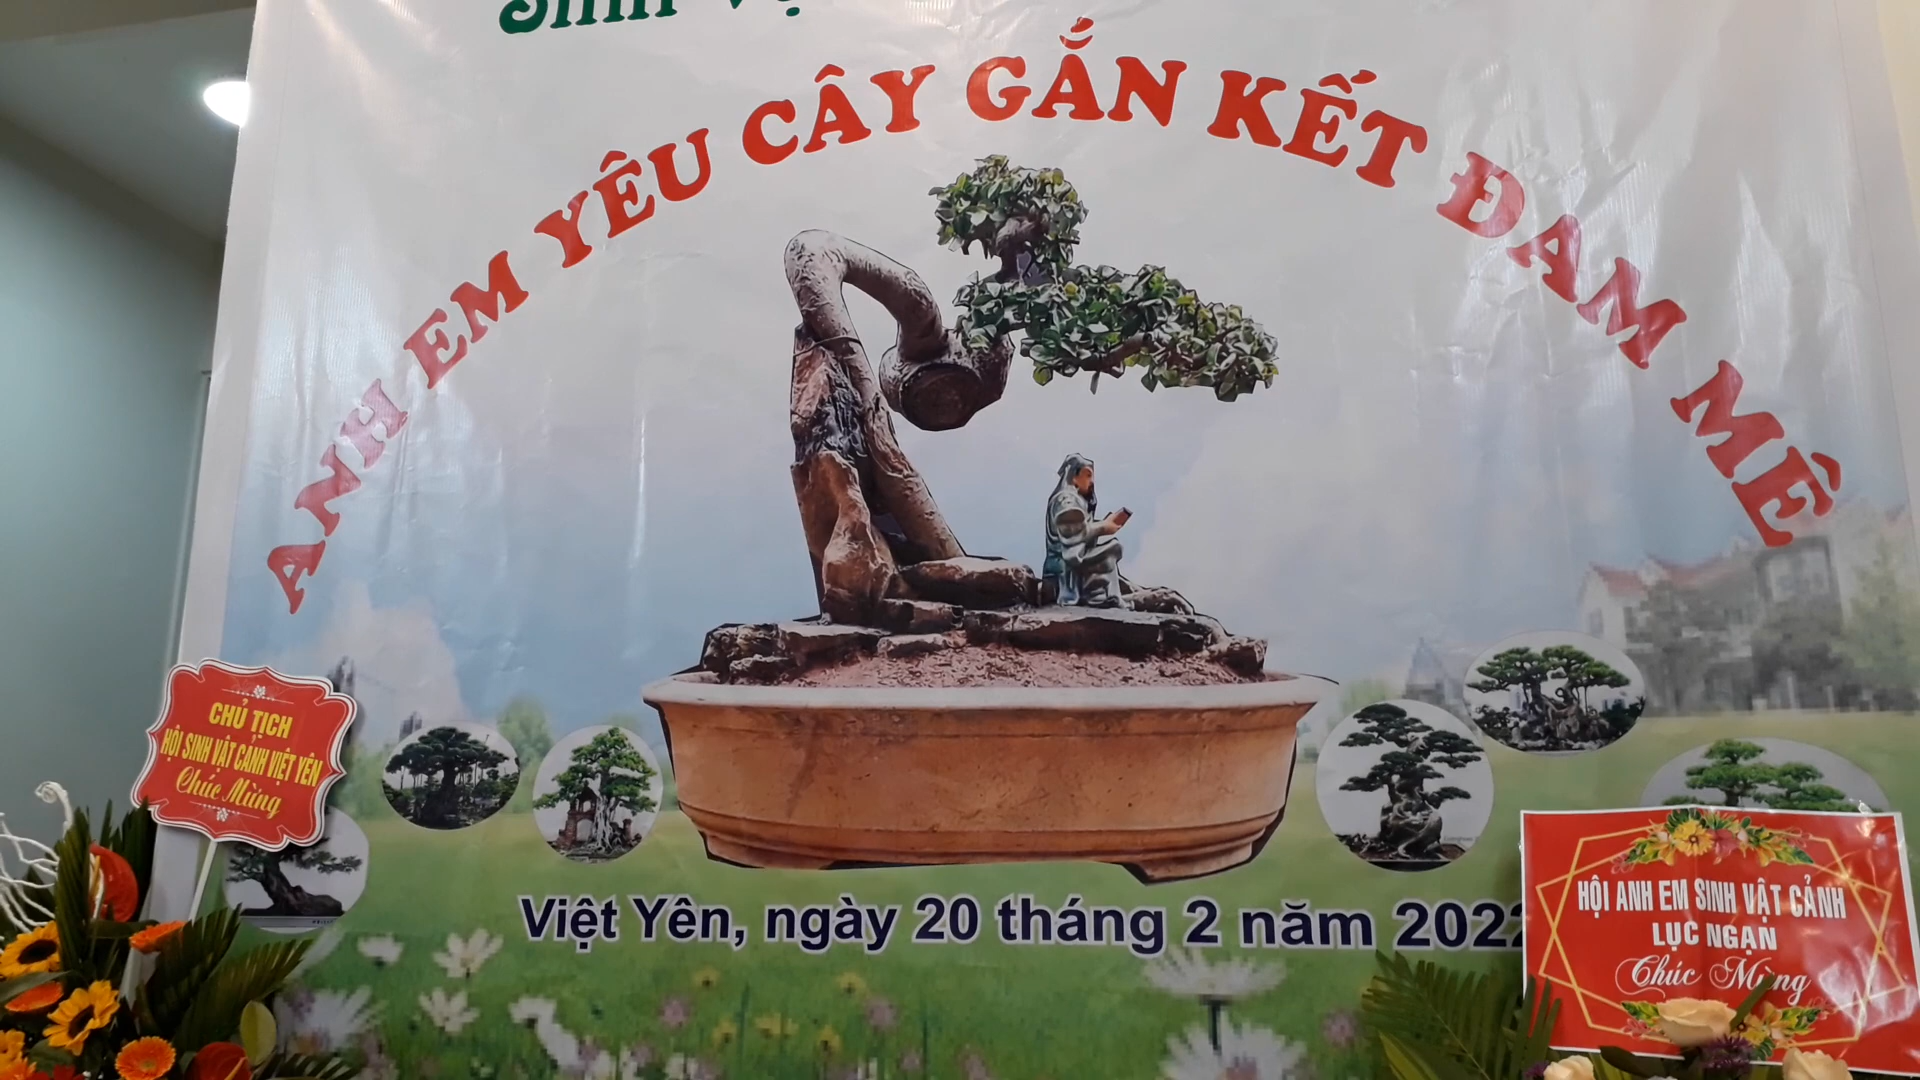 ANH EM YÊU CÂY GẮN KẾT ĐAM MÊ
CHỦ TỊCH
HỘI SINH VẬT CẢNH VIỆT YÊN
Chúc Mừng
Việt Yên, ngày 20 tháng 2 năm 2022
HỘI ANH EM SINH VẬT CẢNH
LỤC NGẠN
Chúc Mừng